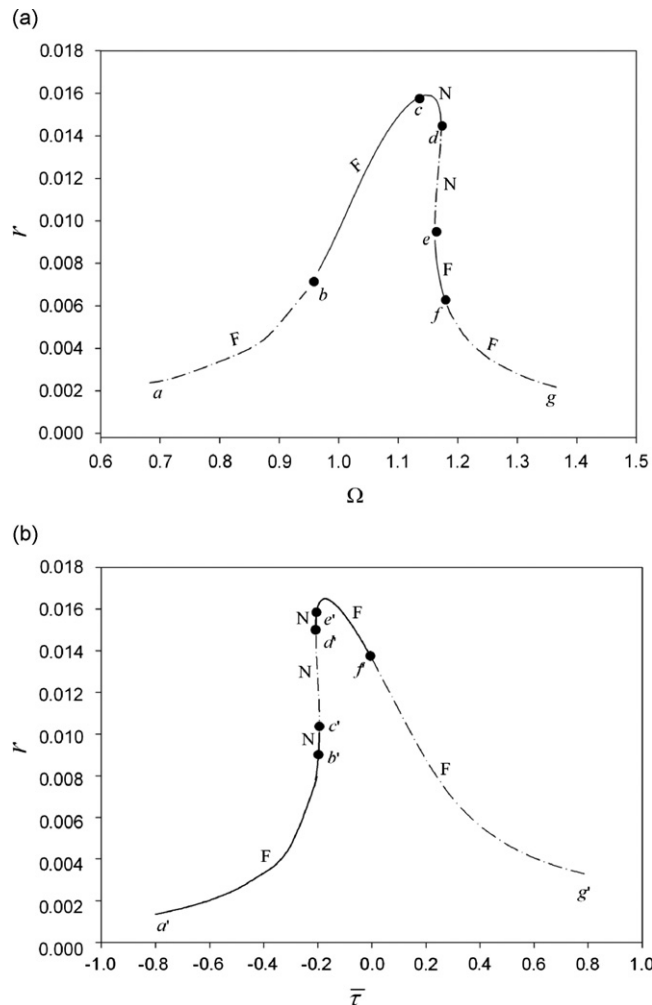 (a)
0.018
0.016
0.014
0.012
0.010
0.008
0.006
0.004
0.002
0.000
r
c
N
d
F
N
e
F
b
f
F
F
a
g
0.6 0.7 0.8 0.9 1.0 1.1 1.2 1.3 1.4 1.5
Ω
(b)
0.018
0.016
0.014
0.012
0.010
0.008
0.006
0.004
0.002
0.000
r
N e' F
d'
f'
N
c'
N
b'
F
F
a'
g'
-1.0 -0.8 -0.6 -0.4 -0.2 0.0 0.2 0.4 0.6 0.8 1.0
τ̅